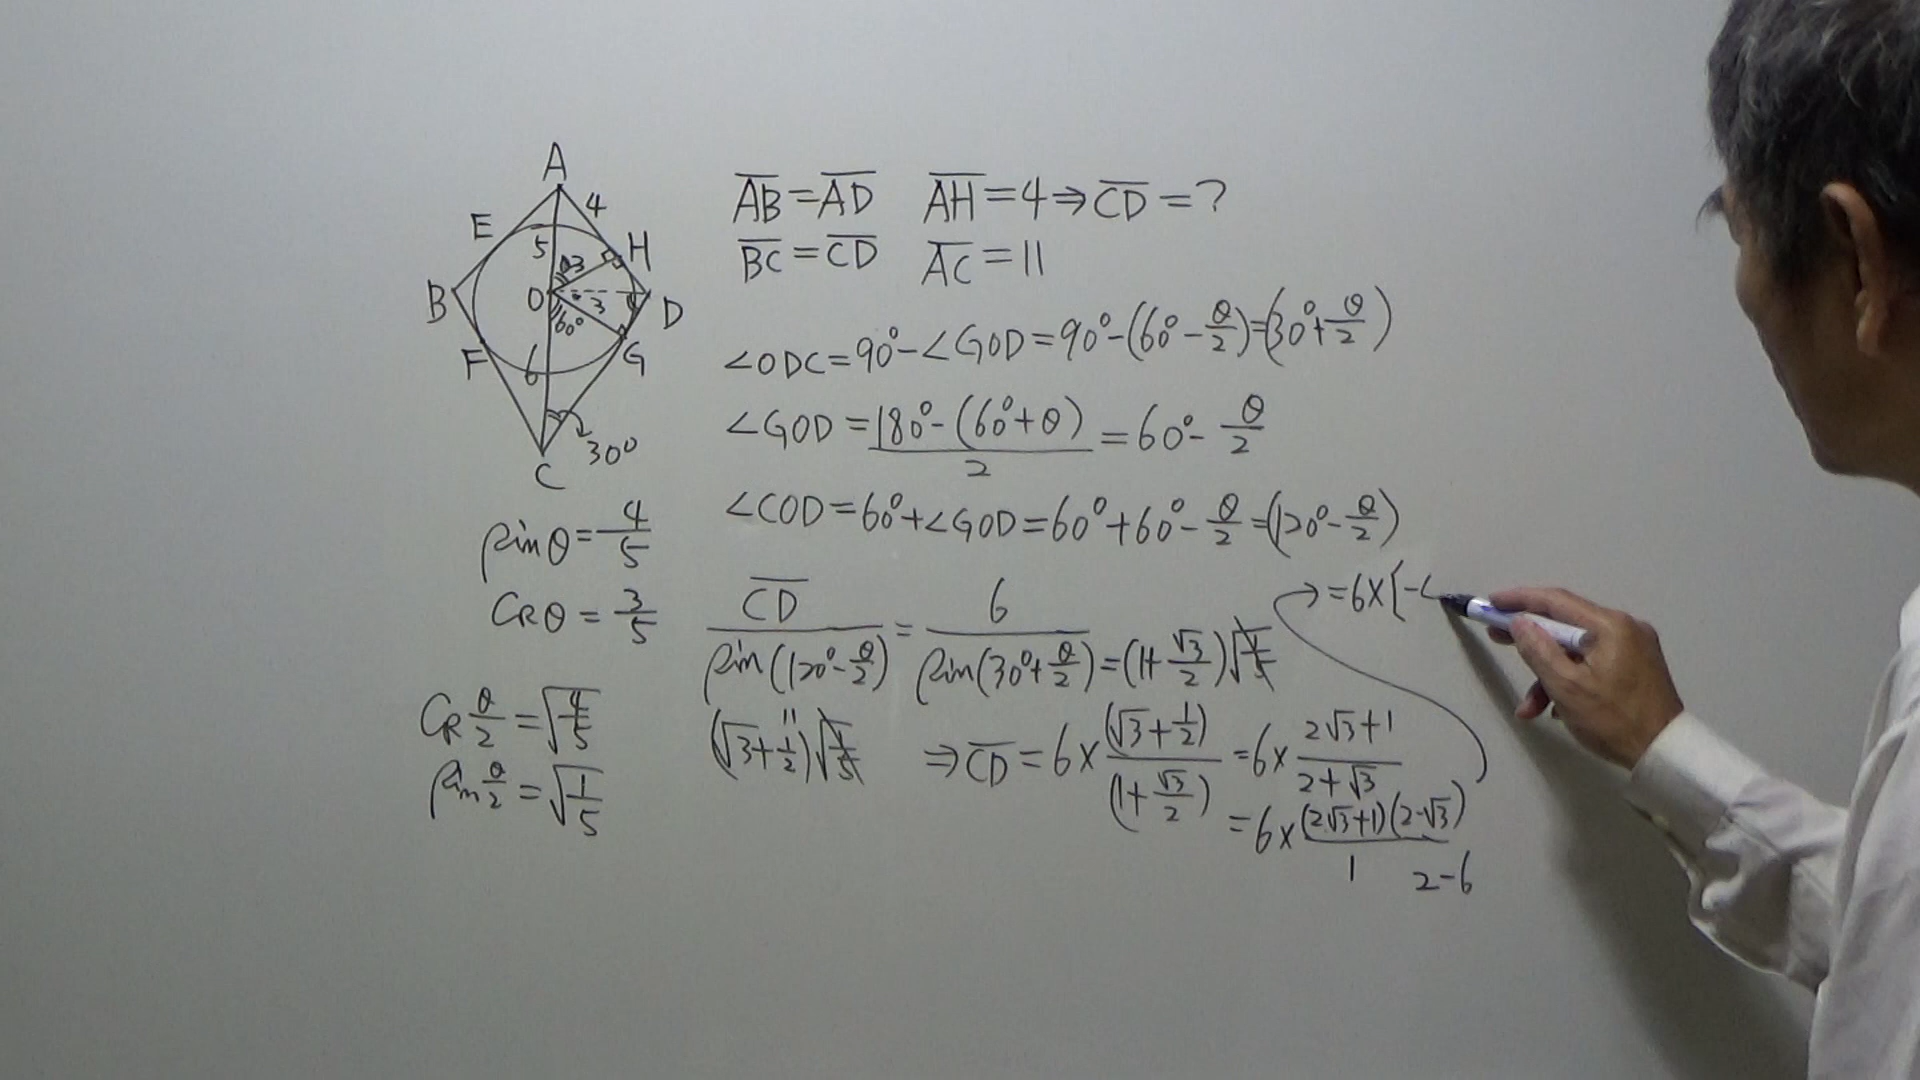 A
E 5 4 H
θ 3
B O 3 D
60°
F 6 G
30°
C
AB = AD AH = 4 ⇒ CD = ?
BC = CD AC = 11
∠ODC = 90° - ∠GOD = 90° - (60° - θ/2) = (30° + θ/2)
∠GOD = (180° - (60° + θ))/2 = 60° - θ/2
∠COD = 60° + ∠GOD = 60° + 60° - θ/2 = (120° - θ/2)
sinθ = 4/5
cosθ = 3/5
cos θ/2 = √(4/5)
sin θ/2 = √(1/5)
CD/sin(120° - θ/2) = 6/sin(30° + θ/2) = (1 + √3/2)√(1/5)
"
(√3 + 1/2)√(1/5)
⇒ CD = 6 × (√3 + 1/2)/(1 + √3/2) = 6 × (2√3 + 1)/(2 + √3)
= 6 × (2√3 + 1)(2 - √3)/1
2 - 6
→ = 6 × [-